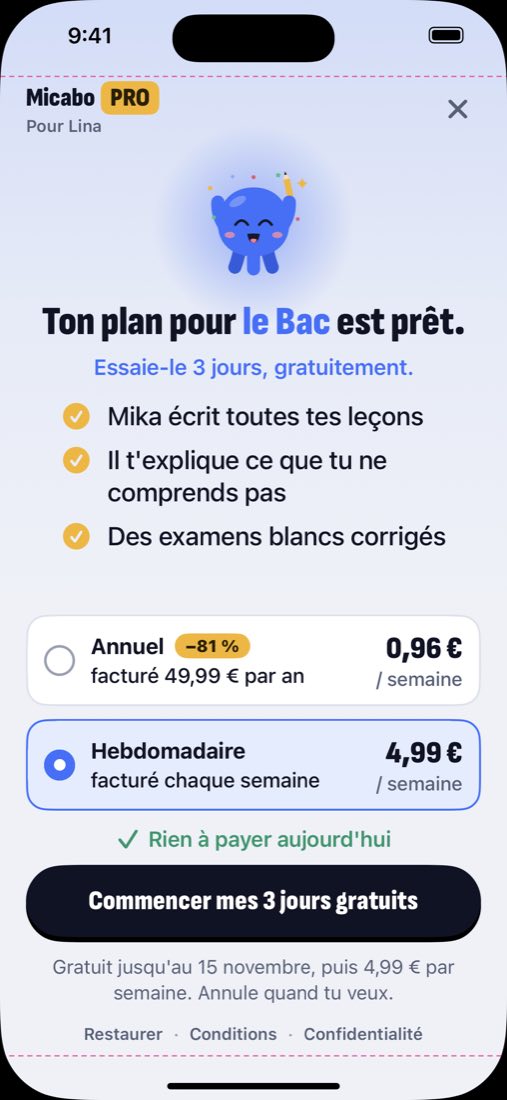 9:41
Micabo PRO
Pour Lina
Ton plan pour le Bac est prêt.
Essaie-le 3 jours, gratuitement.
Mika écrit toutes tes leçons
Il t'explique ce que tu ne
comprends pas
Des examens blancs corrigés
Annuel −81 %
facturé 49,99 € par an
0,96 €
/ semaine
Hebdomadaire
facturé chaque semaine
4,99 €
/ semaine
Rien à payer aujourd'hui
Commencer mes 3 jours gratuits
Gratuit jusqu'au 15 novembre, puis 4,99 € par
semaine. Annule quand tu veux.
Restaurer · Conditions · Confidentialité